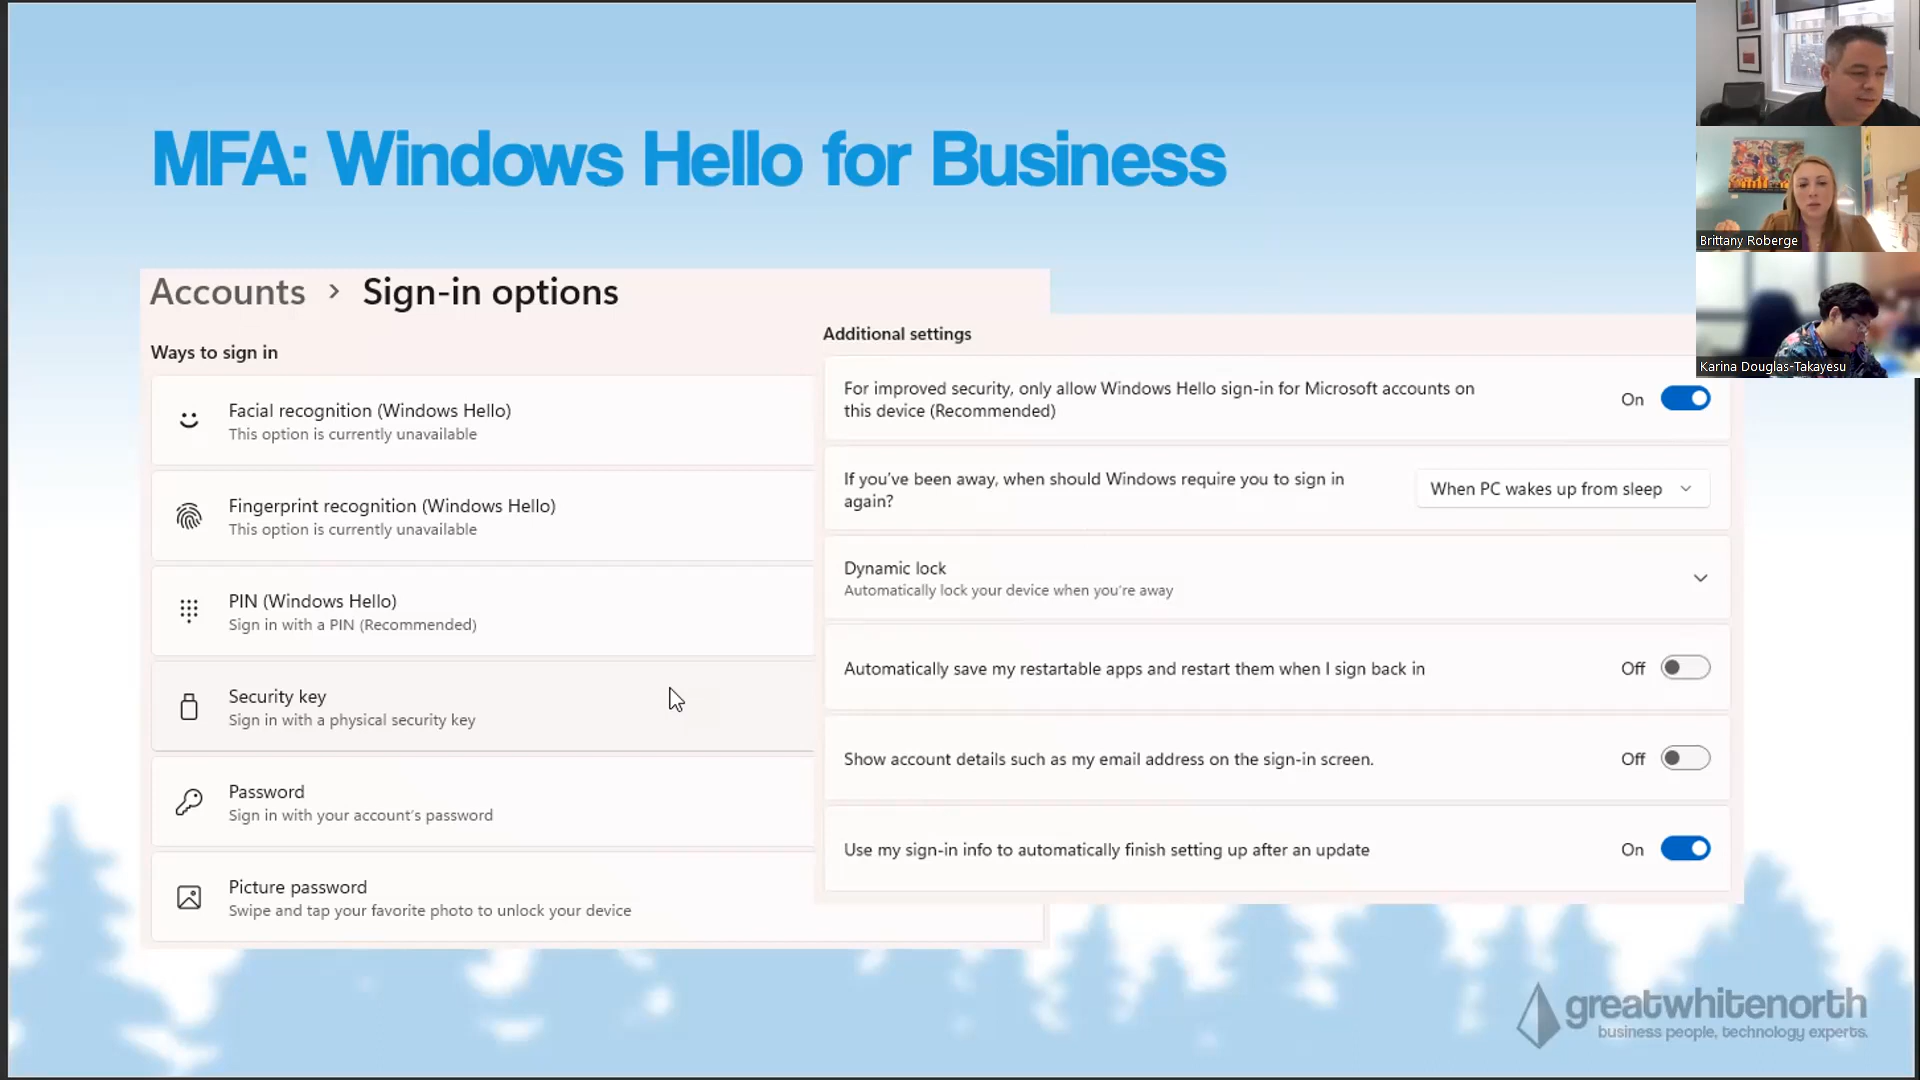 MFA: Windows Hello for Business
Accounts > Sign-in options
Ways to sign in
Facial recognition (Windows Hello)
This option is currently unavailable
Fingerprint recognition (Windows Hello)
This option is currently unavailable
PIN (Windows Hello)
Sign in with a PIN (Recommended)
Security key
Sign in with a physical security key
Password
Sign in with your account's password
Picture password
Swipe and tap your favorite photo to unlock your device
Additional settings
For improved security, only allow Windows Hello sign-in for Microsoft accounts on
this device (Recommended)
On
If you've been away, when should Windows require you to sign in
again?
When PC wakes up from sleep
Dynamic lock
Automatically lock your device when you're away
Automatically save my restartable apps and restart them when I sign back in
Off
Show account details such as my email address on the sign-in screen.
Off
Use my sign-in info to automatically finish setting up after an update
On
Brittany Roberge
Karina Douglas-Takayesu
greatwhitenorth
business people, technology experts.